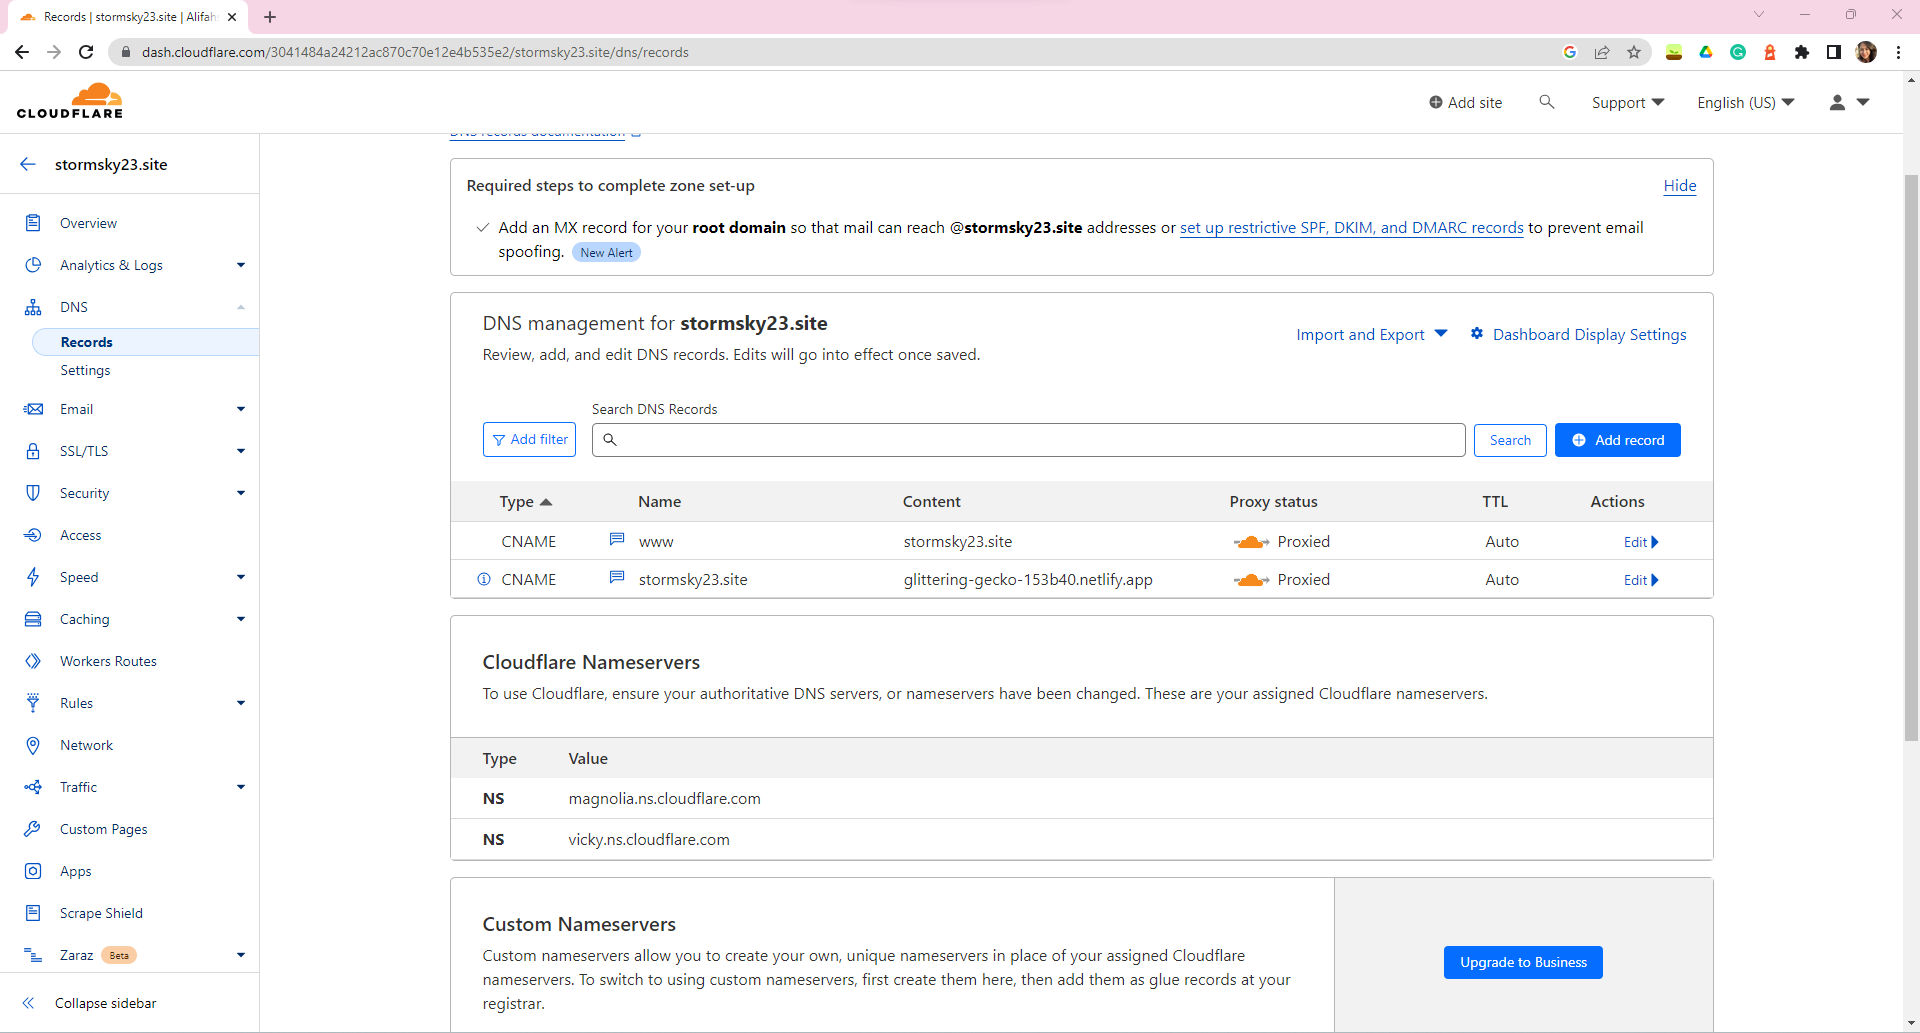 Records | stormsky23.site | Alifah
dash.cloudflare.com/3041484a24212ac870c70e12e4b535e2/stormsky23.site/dns/records
CLOUDFLARE
Add site
Support
English (US)
stormsky23.site
Overview
Analytics & Logs
DNS
Records
Settings
Email
SSL/TLS
Security
Access
Speed
Caching
Workers Routes
Rules
Network
Traffic
Custom Pages
Apps
Scrape Shield
Zaraz Beta
Collapse sidebar
DNS records documentation
Required steps to complete zone set-up
Hide
Add an MX record for your root domain so that mail can reach @stormsky23.site addresses or set up restrictive SPF, DKIM, and DMARC records to prevent email
spoofing. New Alert
DNS management for stormsky23.site
Review, add, and edit DNS records. Edits will go into effect once saved.
Import and Export
Dashboard Display Settings
Search DNS Records
Add filter
Search
Add record
Type Name Content Proxy status TTL Actions
CNAME www stormsky23.site Proxied Auto Edit
CNAME stormsky23.site glittering-gecko-153b40.netlify.app Proxied Auto Edit
Cloudflare Nameservers
To use Cloudflare, ensure your authoritative DNS servers, or nameservers have been changed. These are your assigned Cloudflare nameservers.
Type Value
NS magnolia.ns.cloudflare.com
NS vicky.ns.cloudflare.com
Custom Nameservers
Custom nameservers allow you to create your own, unique nameservers in place of your assigned Cloudflare
nameservers. To switch to using custom nameservers, first create them here, then add them as glue records at your
registrar.
Upgrade to Business